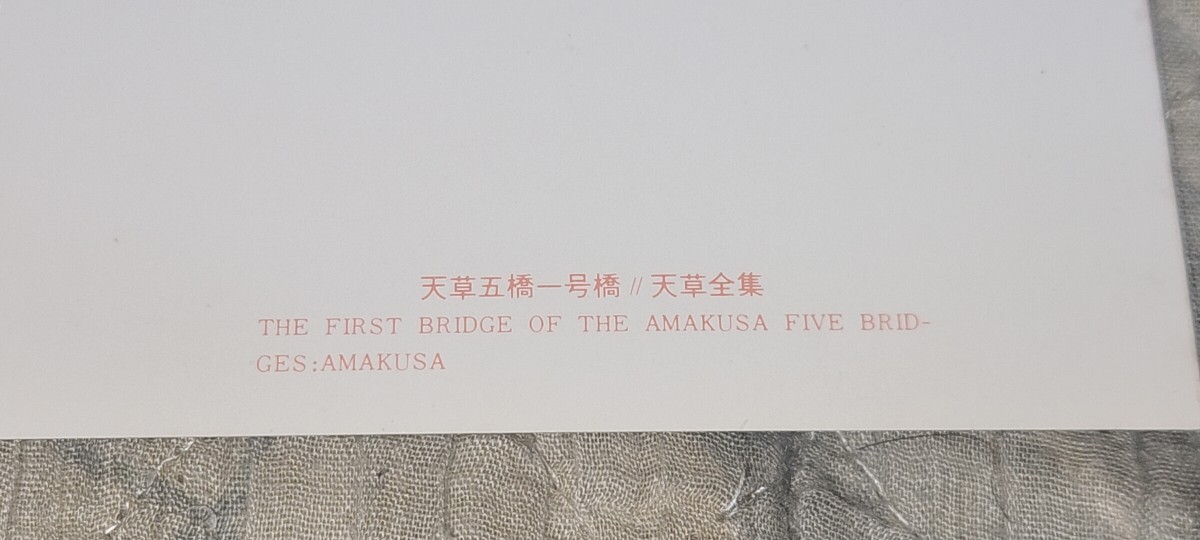 天草五橋一号橋 // 天草全集
THE FIRST BRIDGE OF THE AMAKUSA FIVE BRID-
GES:AMAKUSA